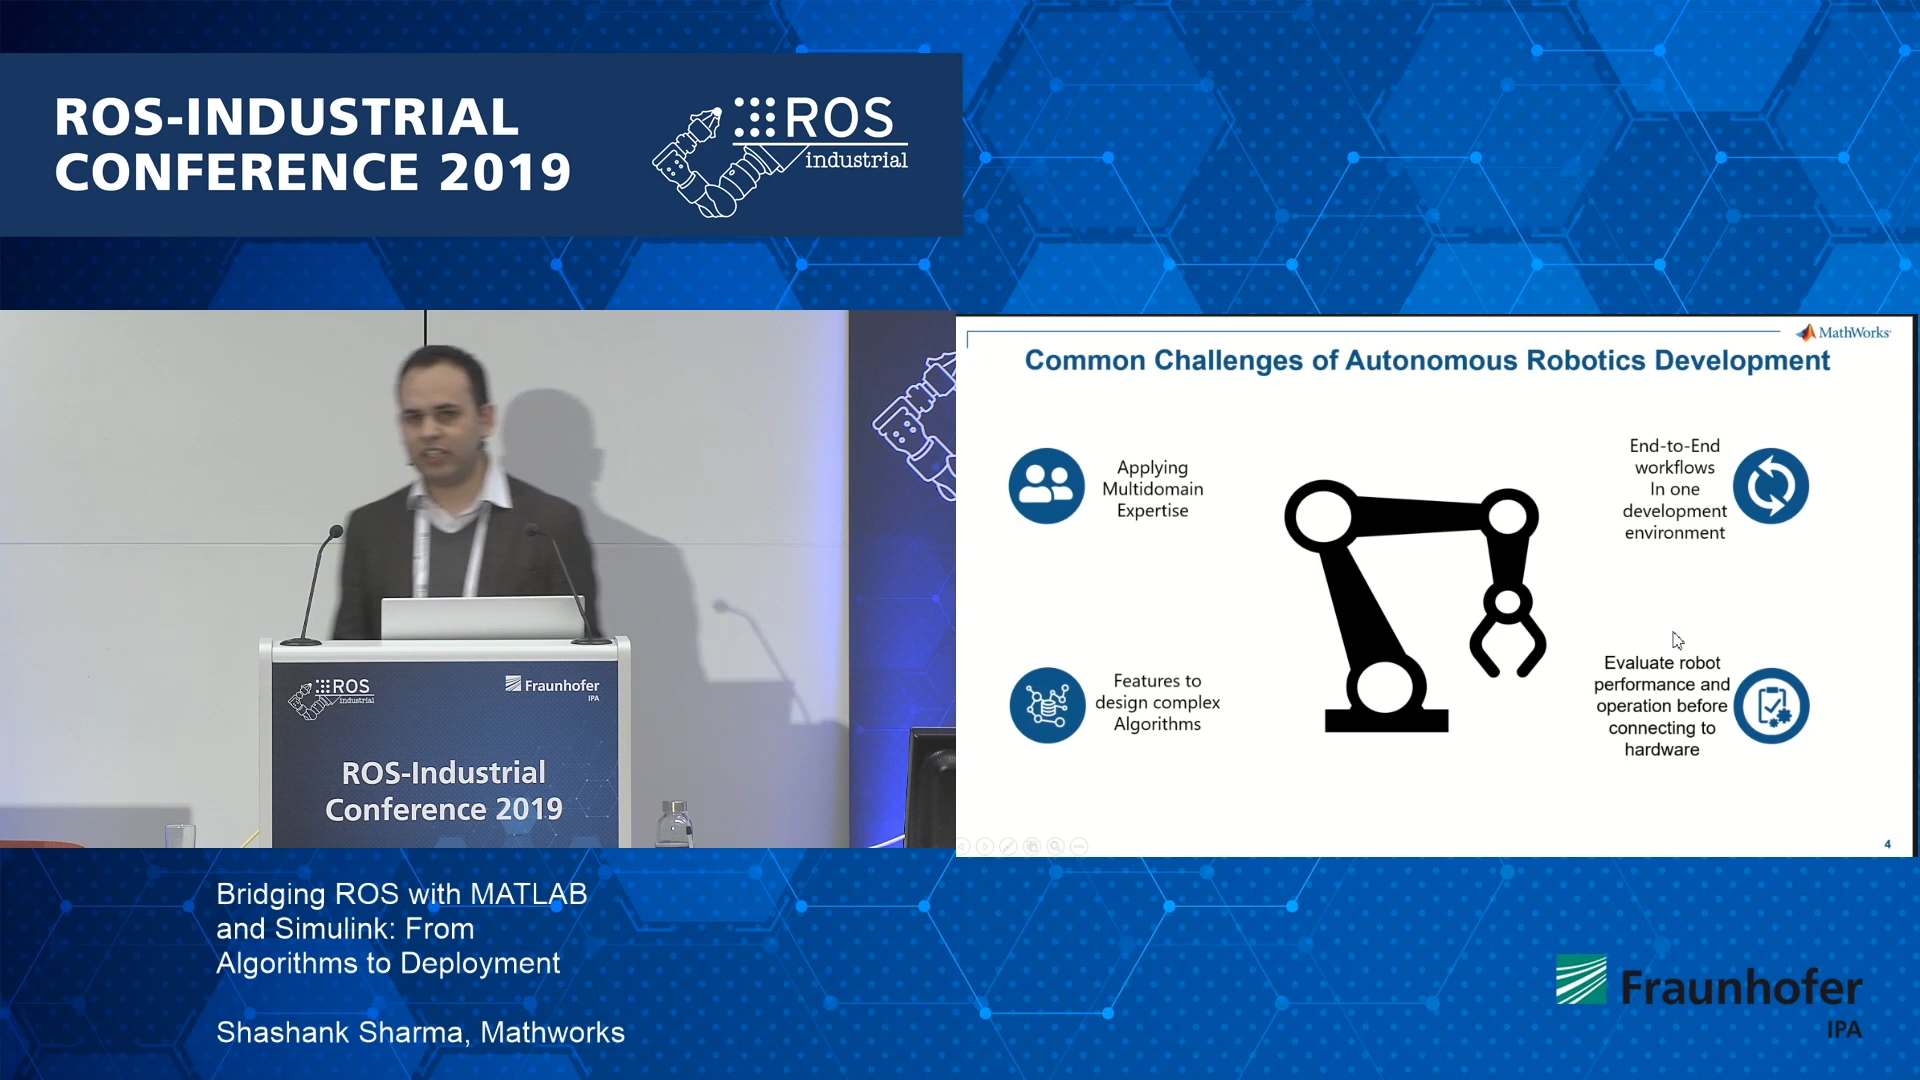 ROS-INDUSTRIAL
CONFERENCE 2019
ROS
industrial
MathWorks
Common Challenges of Autonomous Robotics Development
Applying
Multidomain
Expertise
End-to-End
workflows
In one
development
environment
Features to
design complex
Algorithms
Evaluate robot
performance and
operation before
connecting to
hardware
4
ROS
industrial
Fraunhofer
IPA
ROS-Industrial
Conference 2019
Bridging ROS with MATLAB
and Simulink: From
Algorithms to Deployment
Shashank Sharma, Mathworks
Fraunhofer
IPA